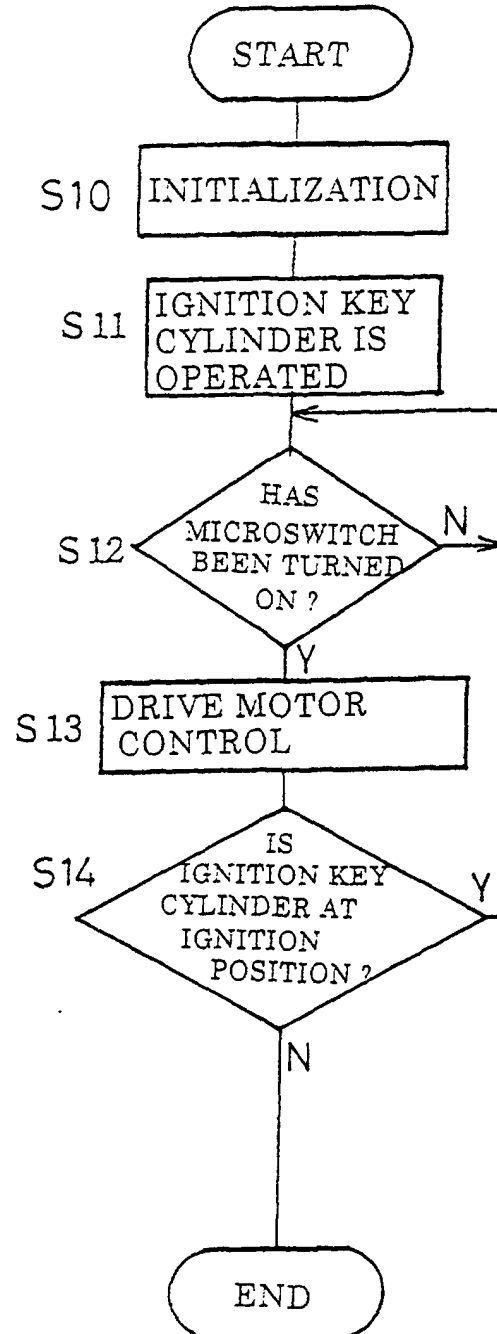 START
S10
INITIALIZATION
S11
IGNITION KEY
CYLINDER IS
OPERATED
S12
HAS
MICROSWITCH
BEEN TURNED
ON ?
N
Y
S13
DRIVE MOTOR
CONTROL
S14
IS
IGNITION KEY
CYLINDER AT
IGNITION
POSITION ?
Y
N
END